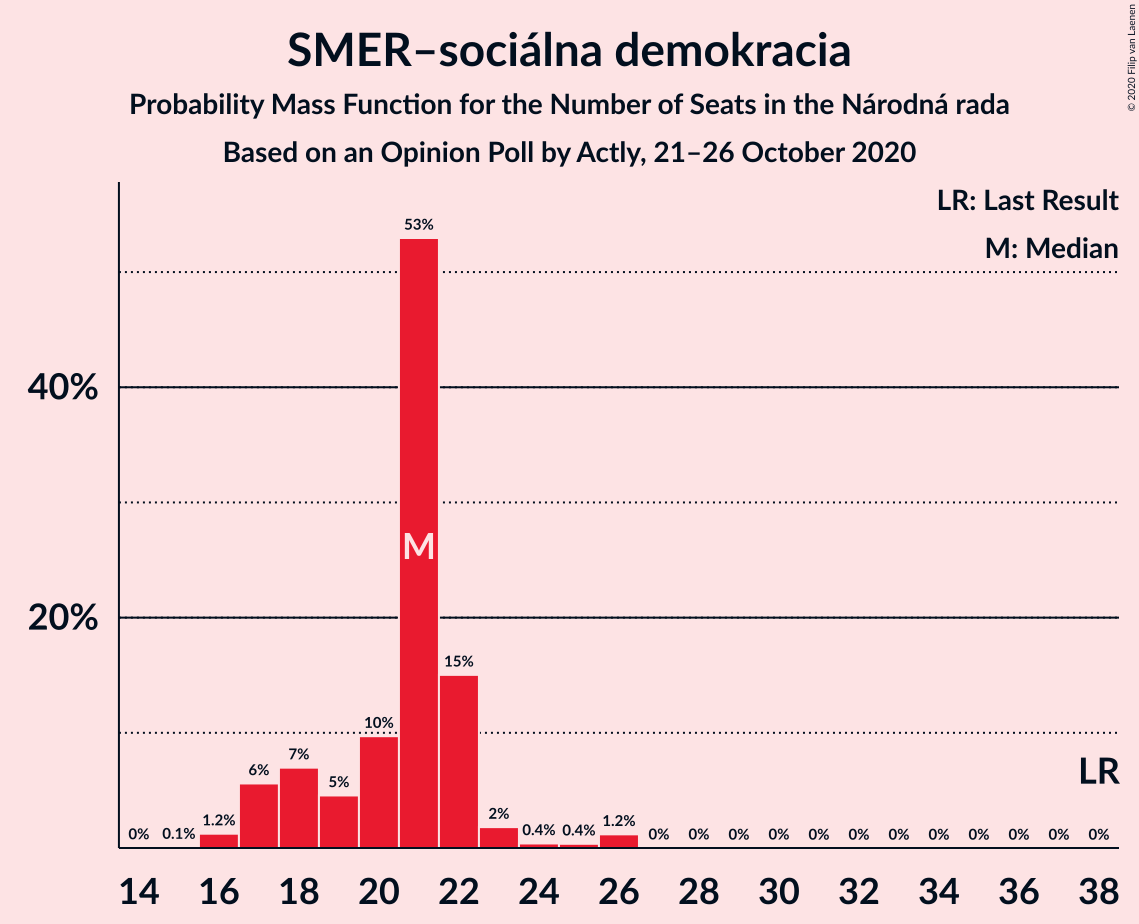 SMER–sociálna demokracia
Probability Mass Function for the Number of Seats in the Národná rada
Based on an Opinion Poll by Actly, 21–26 October 2020
© 2020 Filip van Laenen
LR: Last Result
M: Median
53%
40%
M
20%
15%
10%
7%
6%
5%
LR
2%
1.2%
1.2%
0% 0.1% 0.4% 0.4% 0% 0% 0% 0% 0% 0% 0% 0% 0% 0% 0% 0%
14 16 18 20 22 24 26 28 30 32 34 36 38